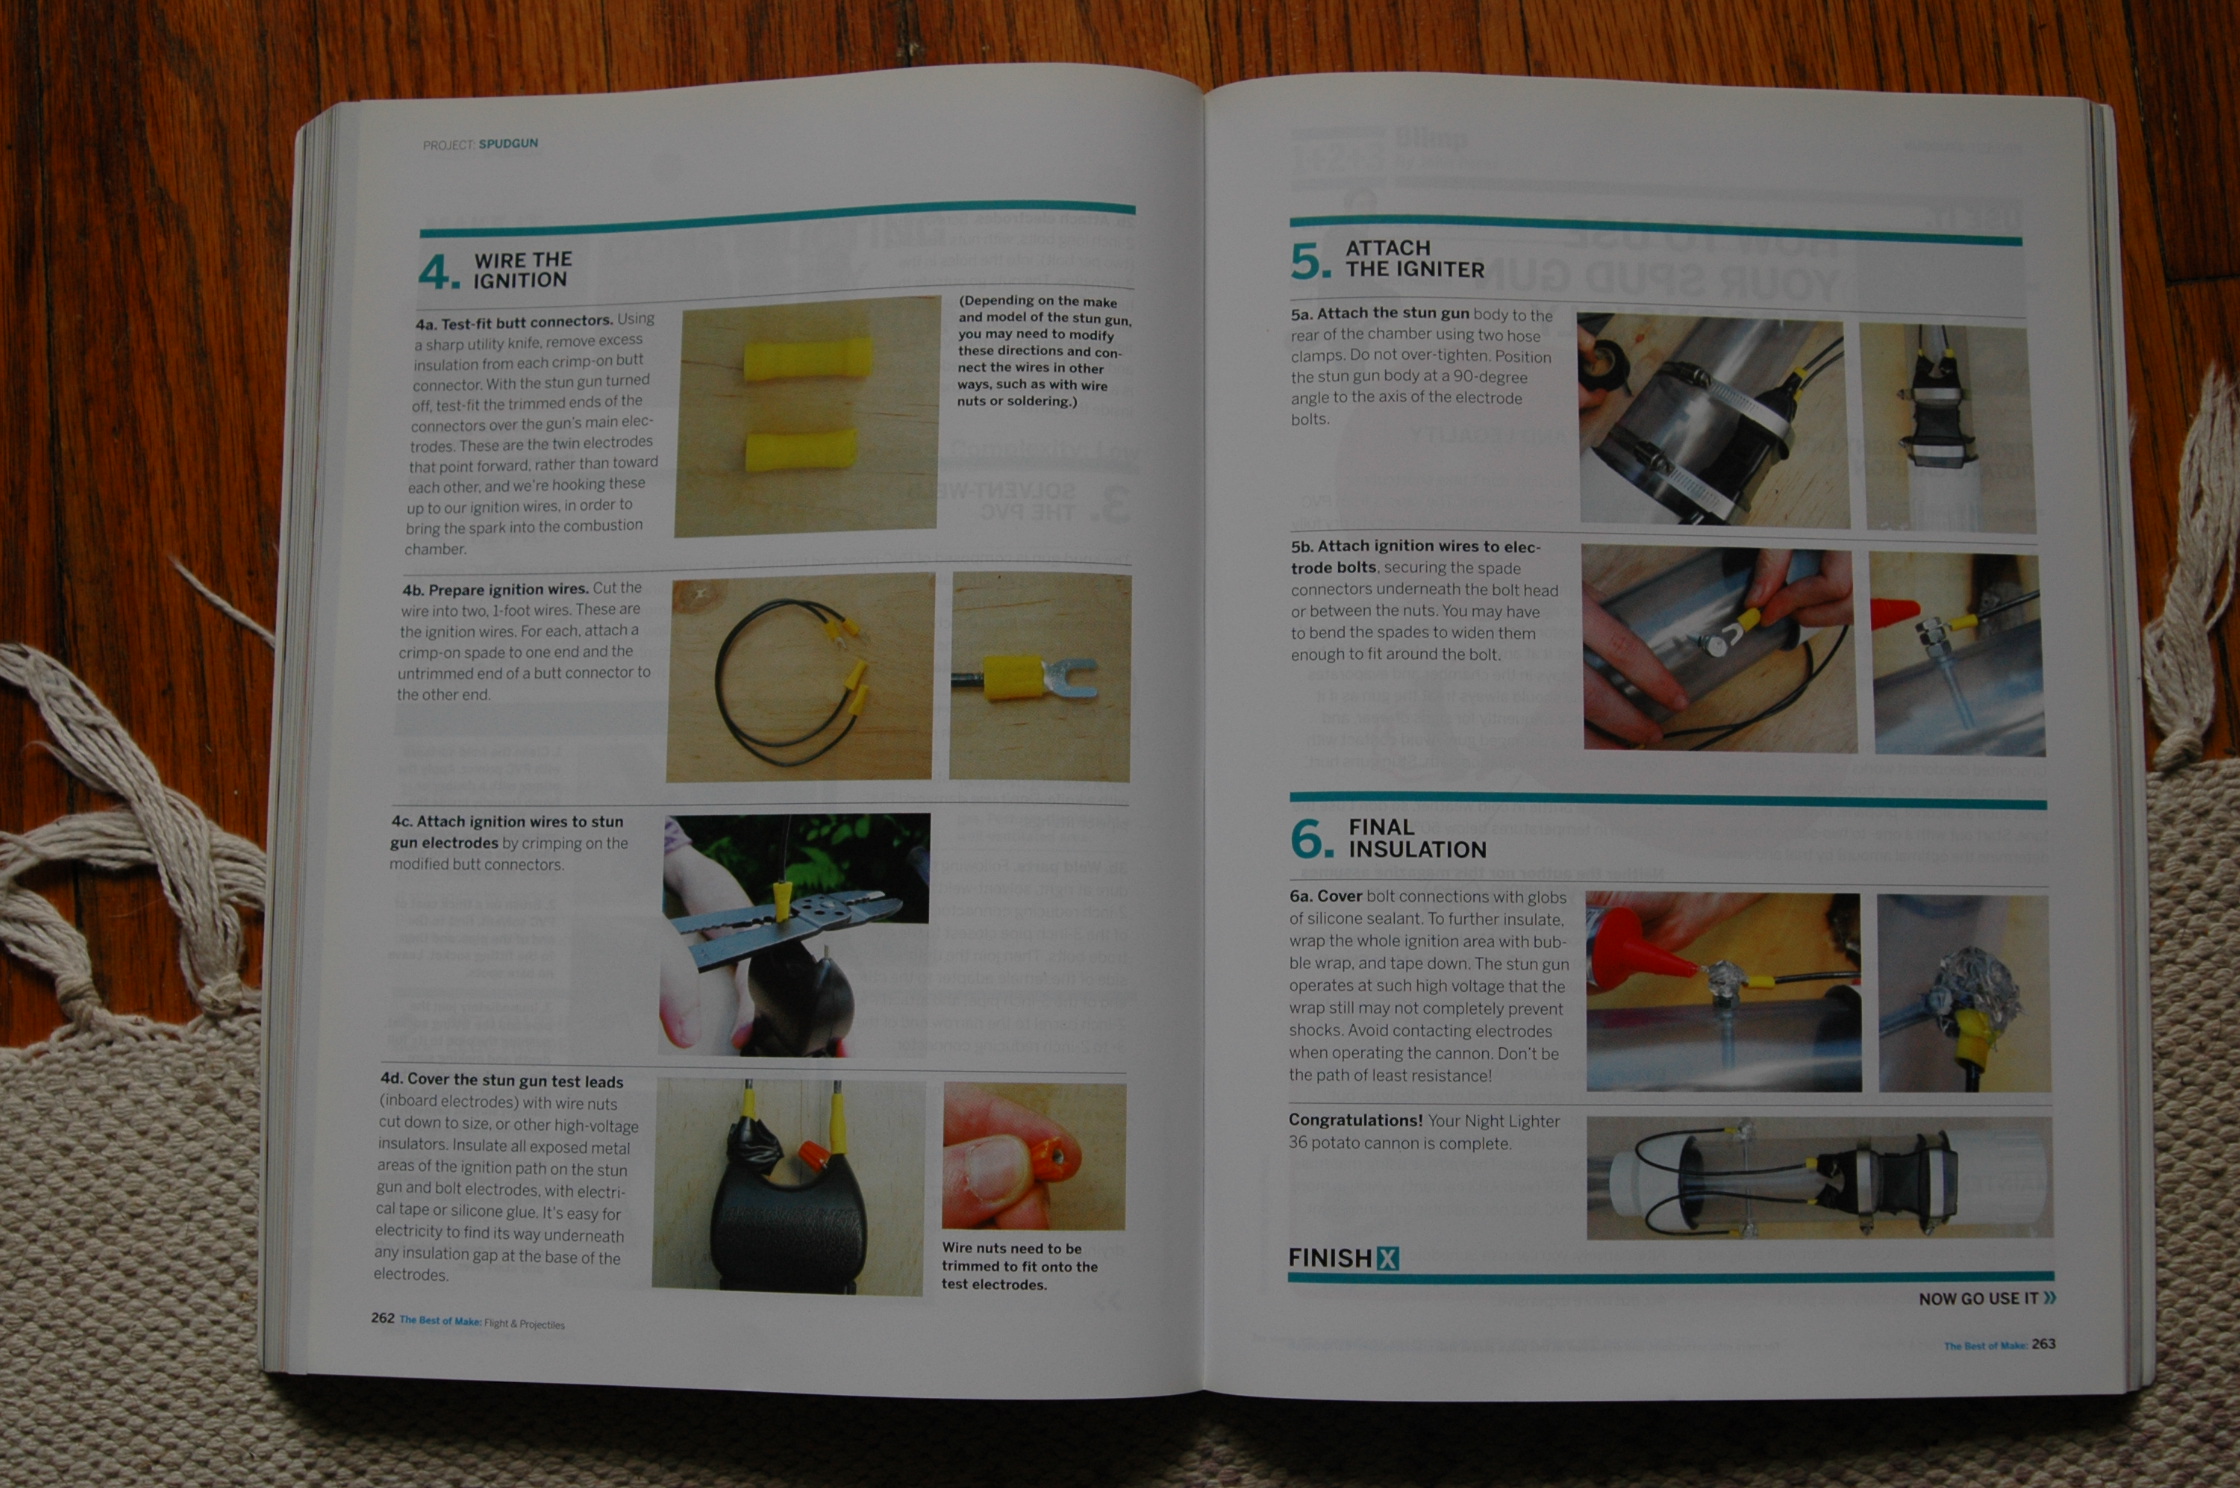 PROJECT: SPUDGUN
4. WIRE THE
IGNITION
4a. Test-fit butt connectors. Using
a sharp utility knife, remove excess
insulation from each crimp-on butt
connector. With the stun gun turned
off, test-fit the trimmed ends of the
connectors over the gun's main elec-
trodes. These are the twin electrodes
that point forward, rather than toward
each other, and we're hooking these
up to our ignition wires, in order to
bring the spark into the combustion
chamber.
(Depending on the make
and model of the stun gun,
you may need to modify
these directions and con-
nect the wires in other
ways, such as with wire
nuts or soldering.)
4b. Prepare ignition wires. Cut the
wire into two, 1-foot wires. These are
the ignition wires. For each, attach a
crimp-on spade to one end and the
untrimmed end of a butt connector to
the other end.
4c. Attach ignition wires to stun
gun electrodes by crimping on the
modified butt connectors.
4d. Cover the stun gun test leads
(inboard electrodes) with wire nuts
cut down to size, or other high-voltage
insulators. Insulate all exposed metal
areas of the ignition path on the stun
gun and bolt electrodes, with electri-
cal tape or silicone glue. It's easy for
electricity to find its way underneath
any insulation gap at the base of the
electrodes.
Wire nuts need to be
trimmed to fit onto the
test electrodes.
262 The Best of Make: Flight & Projectiles
5. ATTACH
THE IGNITER
5a. Attach the stun gun body to the
rear of the chamber using two hose
clamps. Do not over-tighten. Position
the stun gun body at a 90-degree
angle to the axis of the electrode
bolts.
5b. Attach ignition wires to elec-
trode bolts, securing the spade
connectors underneath the bolt head
or between the nuts. You may have
to bend the spades to widen them
enough to fit around the bolt.
6. FINAL
INSULATION
6a. Cover bolt connections with globs
of silicone sealant. To further insulate,
wrap the whole ignition area with bub-
ble wrap, and tape down. The stun gun
operates at such high voltage that the
wrap still may not completely prevent
shocks. Avoid contacting electrodes
when operating the cannon. Don't be
the path of least resistance!
Congratulations! Your Night Lighter
36 potato cannon is complete.
FINISH X
NOW GO USE IT »
The Best of Make: 263